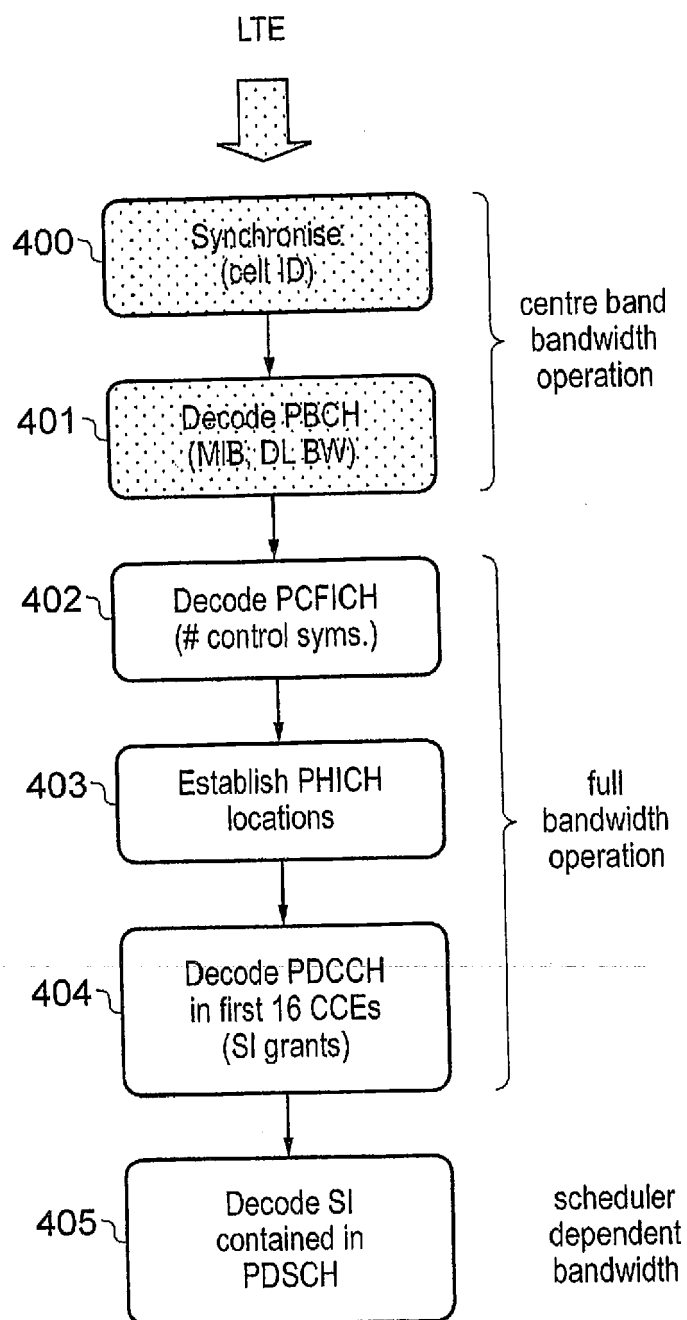 LTE
400
Synchronise
(cell ID)
centre band
bandwidth
operation
401
Decode PBCH
(MIB, DL BW)
402
Decode PCFICH
(# control syms.)
403
Establish PHICH
locations
full
bandwidth
operation
404
Decode PDCCH
in first 16 CCEs
(SI grants)
405
Decode SI
contained in
PDSCH
scheduler
dependent
bandwidth